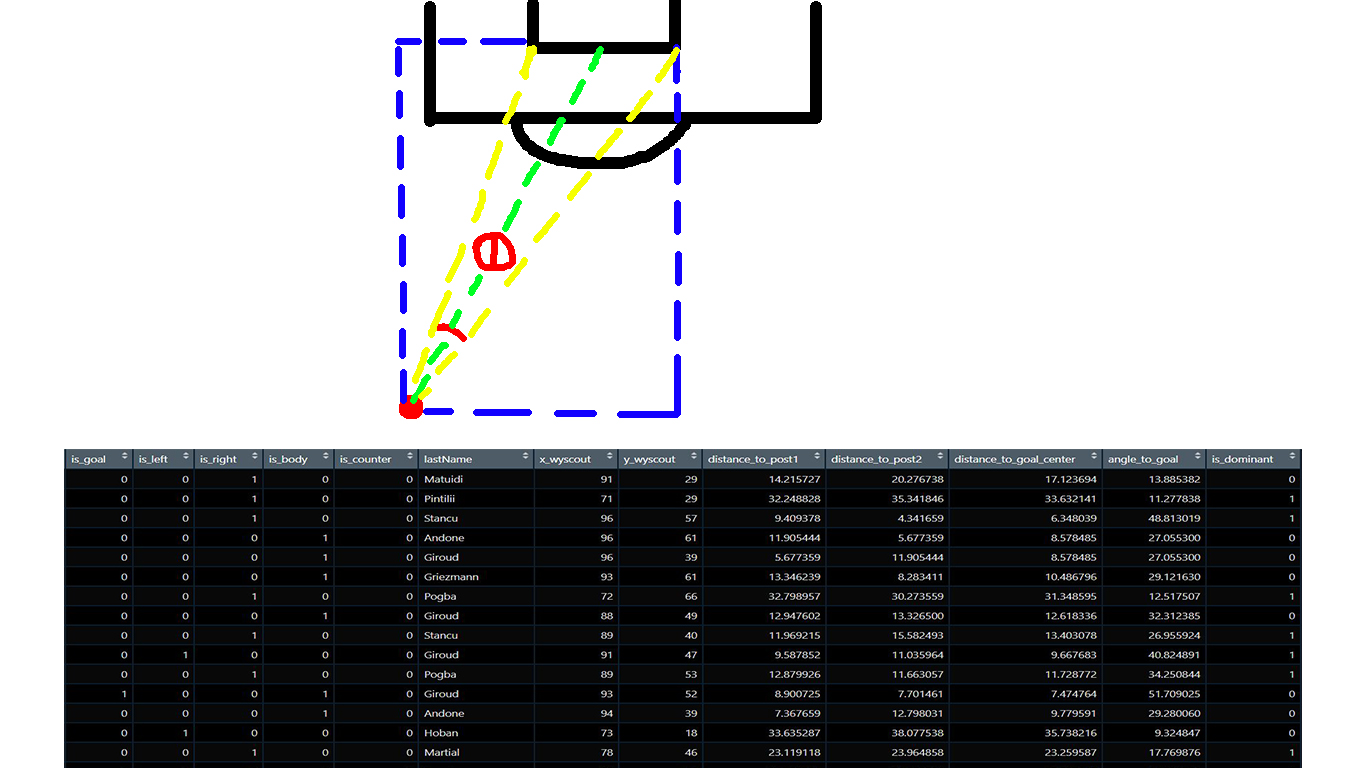 is_goal is_left is_right is_body is_counter lastName x_wyscout y_wyscout distance_to_post1 distance_to_post2 distance_to_goal_center angle_to_goal is_dominant
0 0 1 0 0 Matuidi 91 29 14.215727 20.276738 17.123694 13.885382 0
0 0 1 0 0 Pintilii 71 29 32.248828 35.341846 33.632141 11.277838 1
0 0 1 0 0 Stancu 96 57 9.409378 4.341659 6.348039 48.813019 1
0 0 0 1 0 Andone 96 61 11.905444 5.677359 8.578485 27.055300 0
0 0 0 1 0 Giroud 96 39 5.677359 11.905444 8.578485 27.055300 0
0 0 0 1 0 Griezmann 93 61 13.346239 8.283411 10.486796 29.121630 0
0 0 1 0 0 Pogba 72 66 32.798957 30.273559 31.348595 12.517507 1
0 0 0 1 0 Giroud 88 49 12.947602 13.326500 12.618336 32.312385 0
0 0 1 0 0 Stancu 89 40 11.969215 15.582493 13.403078 26.955924 1
0 1 0 0 0 Giroud 91 47 9.587852 11.035964 9.667683 40.824891 1
0 0 1 0 0 Pogba 89 53 12.879926 11.663057 11.728772 34.250844 1
1 0 0 1 0 Giroud 93 52 8.900725 7.701461 7.474764 51.709025 0
0 0 0 1 0 Andone 94 39 7.367659 12.798031 9.779591 29.280060 0
0 1 0 0 0 Hoban 73 18 33.635287 38.077538 35.738216 9.324847 0
0 0 1 0 0 Martial 78 46 23.119118 23.964858 23.259587 17.769876 1